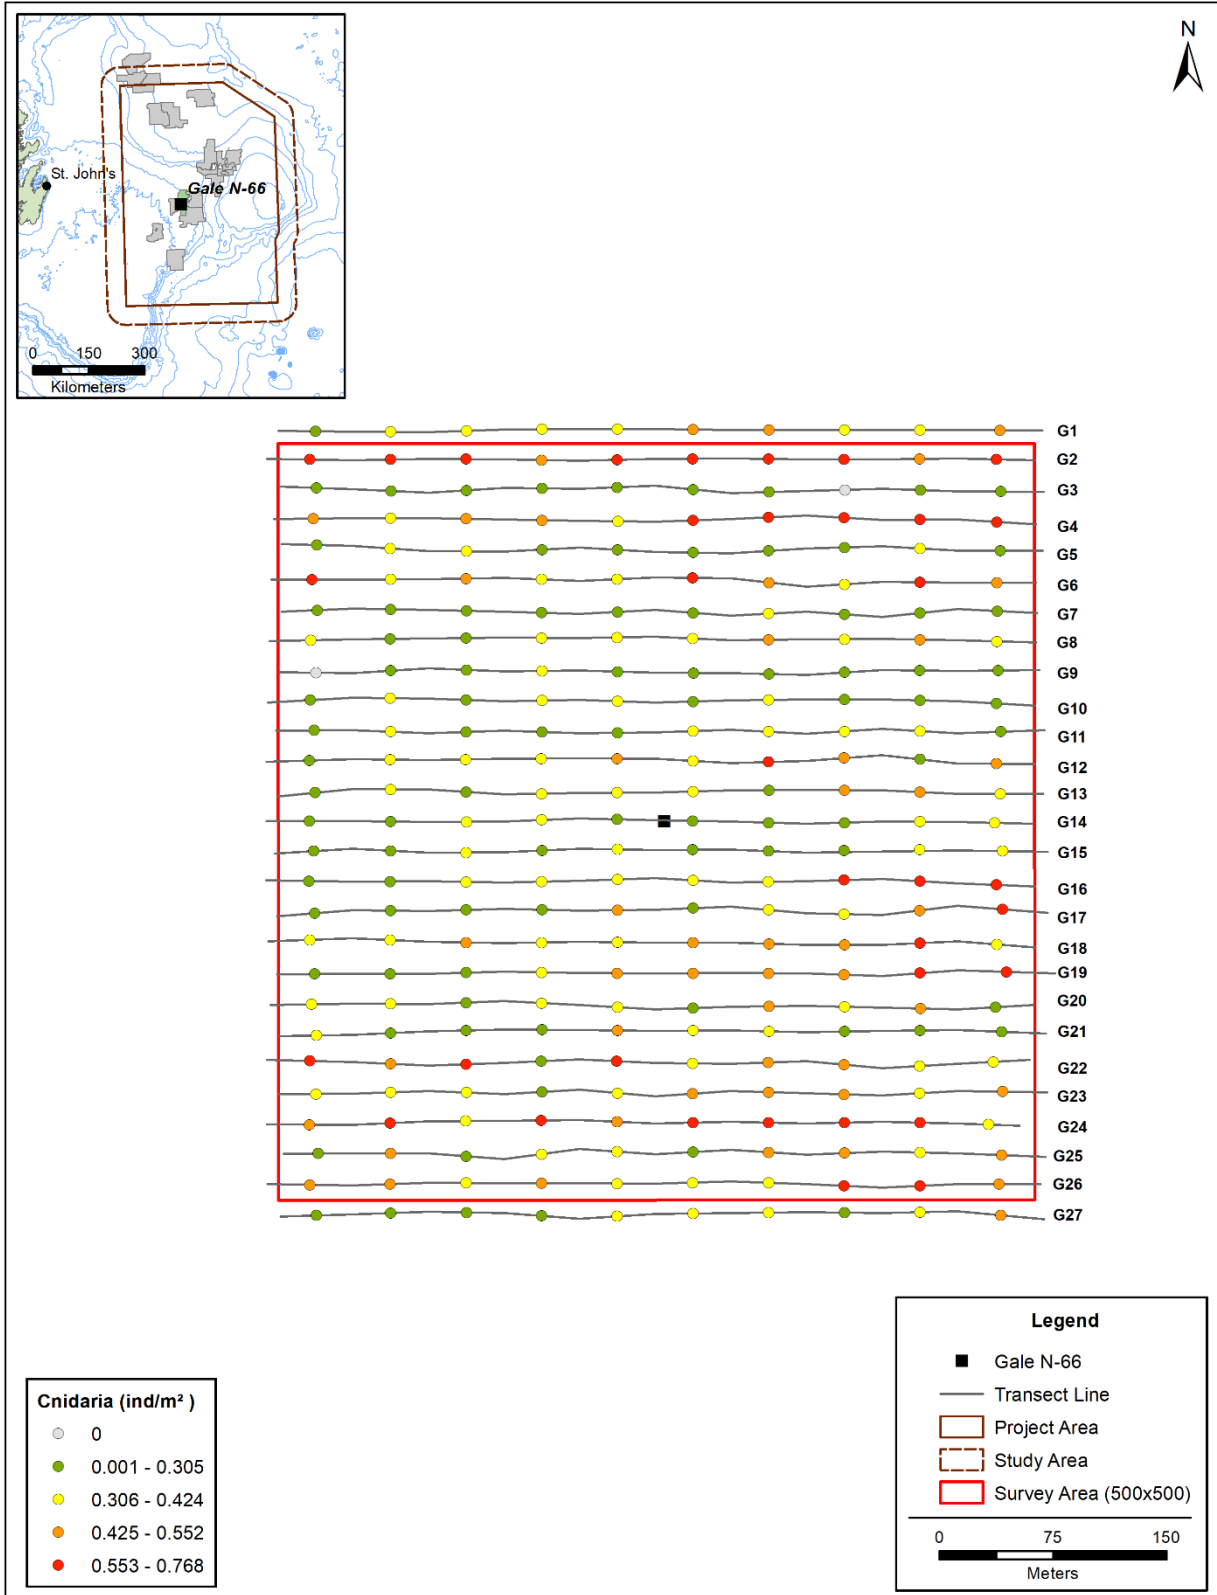 N
St. John's
Gale N-66
0 150 300
Kilometers
G1
G2
G3
G4
G5
G6
G7
G8
G9
G10
G11
G12
G13
G14
G15
G16
G17
G18
G19
G20
G21
G22
G23
G24
G25
G26
G27
Legend
Gale N-66
Transect Line
Project Area
Study Area
Survey Area (500x500)
0 75 150
Meters
Cnidaria (ind/m² )
0
0.001 - 0.305
0.306 - 0.424
0.425 - 0.552
0.553 - 0.768